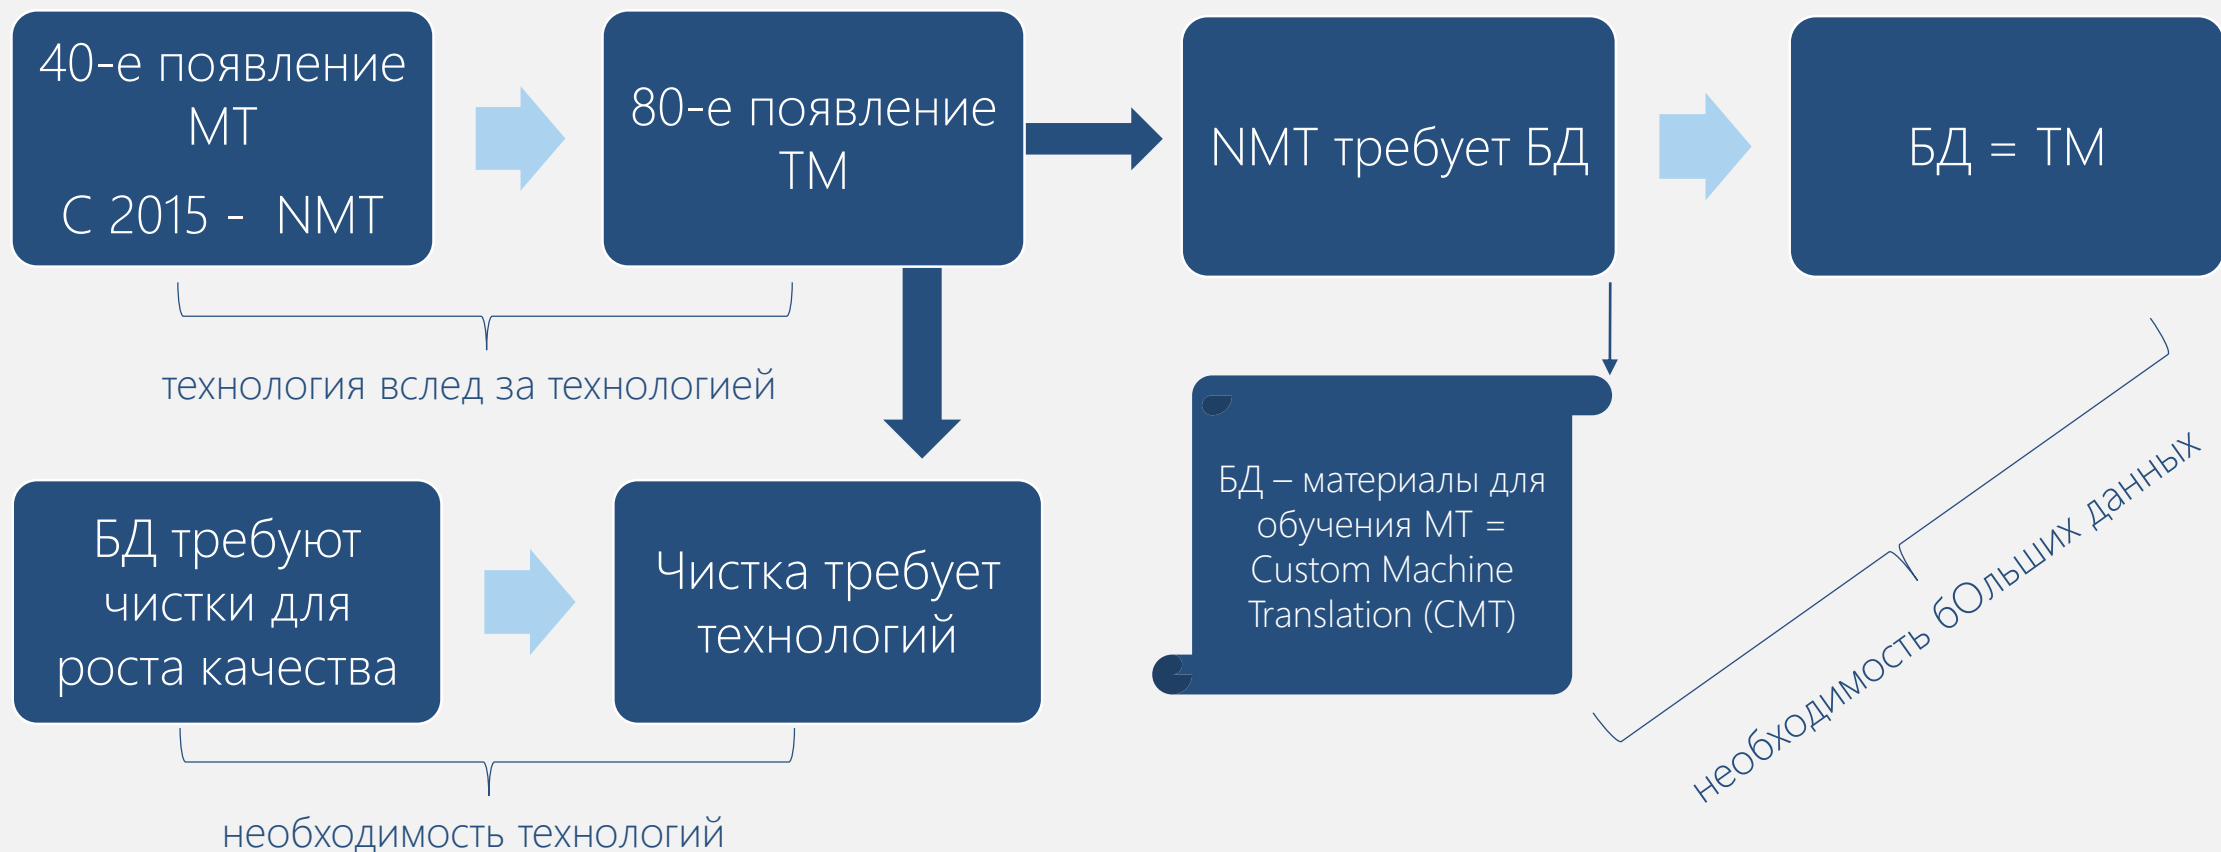 40-е появление
МТ
С 2015 - NMT
80-е появление
ТМ
NMT требует БД
БД = ТМ
технология вслед за технологией
БД – материалы для
обучения МТ =
Custom Machine
Translation (CMT)
необходимость бОльших данных
БД требуют
чистки для
роста качества
Чистка требует
технологий
необходимость технологий